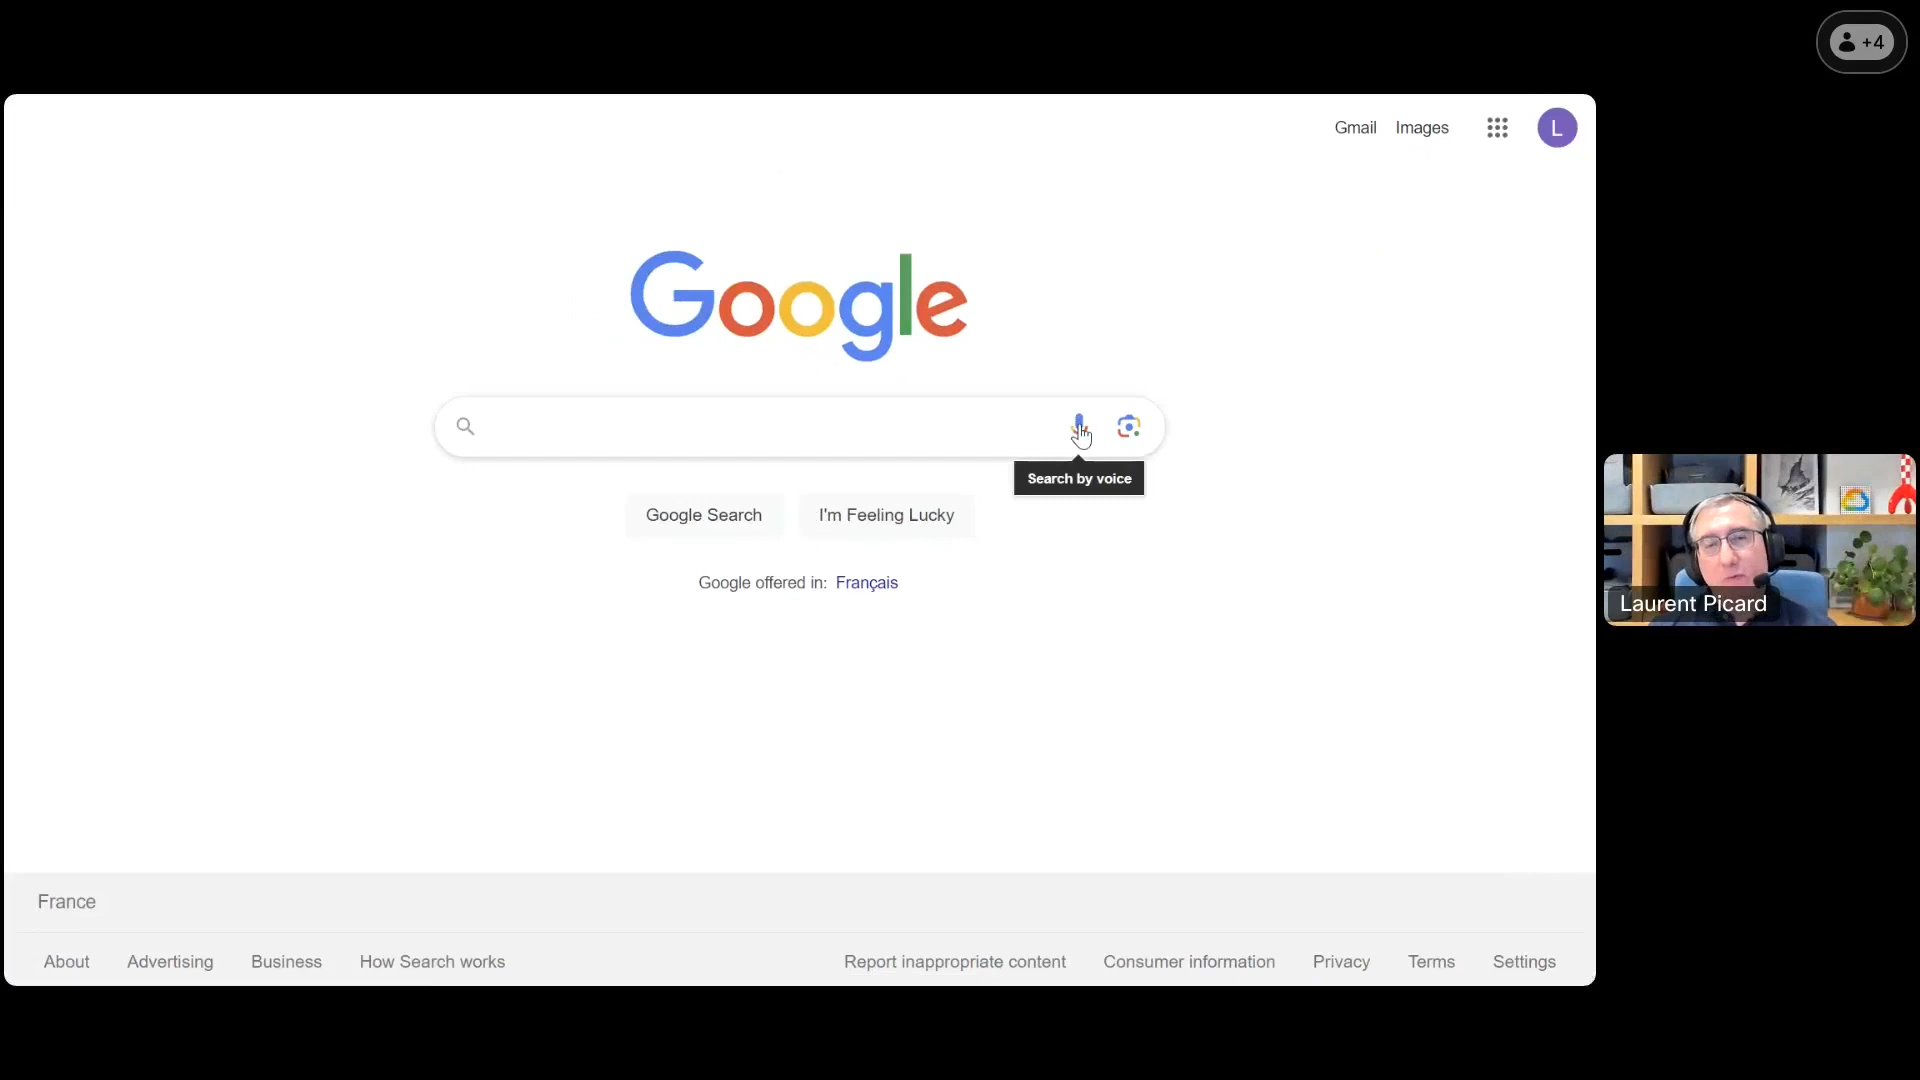 +4
Gmail Images
L
Google
Search by voice
Google Search I'm Feeling Lucky
Google offered in: Français
Laurent Picard
France
About Advertising Business How Search works Report inappropriate content Consumer information Privacy Terms Settings